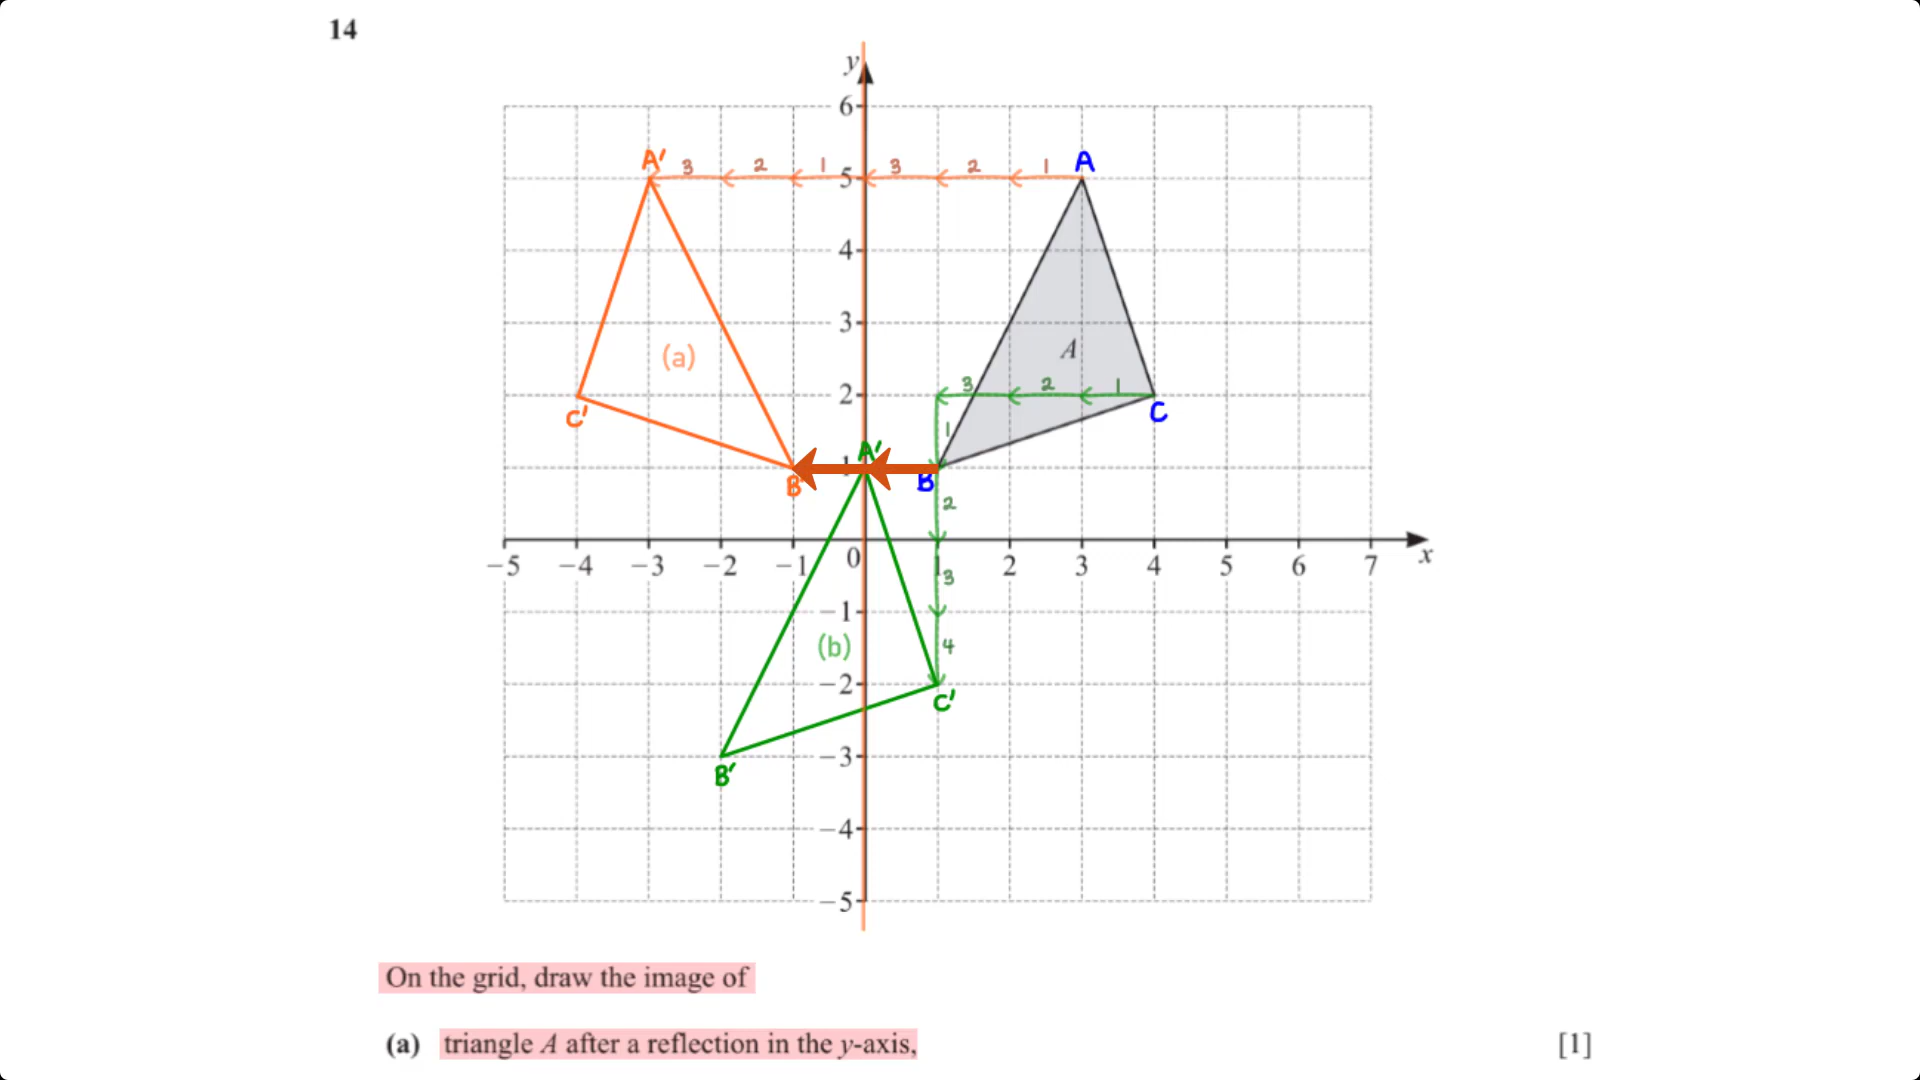 14
y
6
A' 3 2 1 5 3 2 1 A
4
3
(a) A
2 3 2 1
C' C
1
A'
1
B B
2
-5 -4 -3 -2 -1 0 1 2 3 4 5 6 7 x
3
-1
(b) 4
-2
C'
-3
B'
-4
-5
On the grid, draw the image of
(a) triangle A after a reflection in the y-axis, [1]